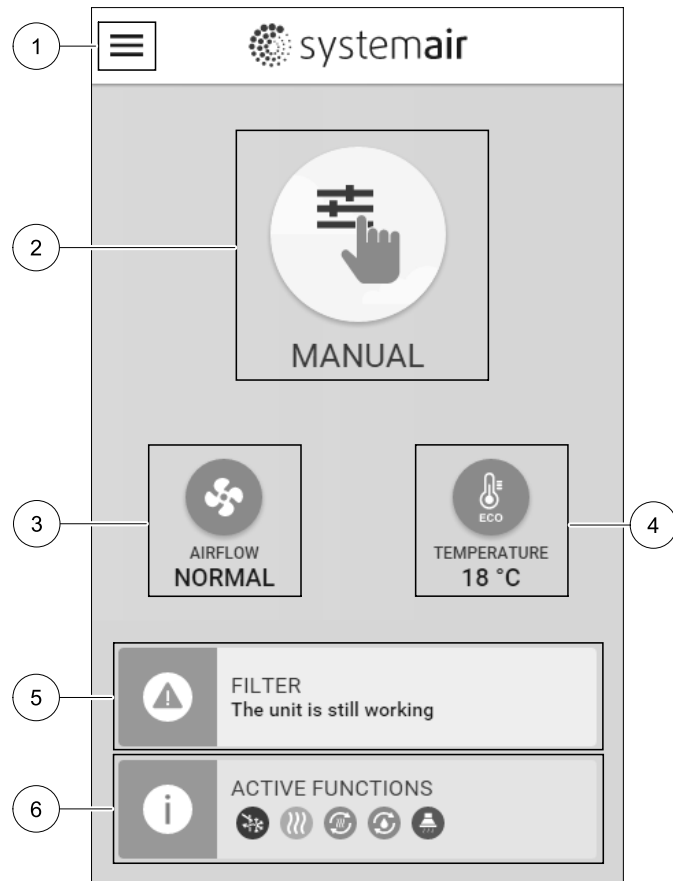 1
systemair
2
MANUAL
3
AIRFLOW
NORMAL
ECO
TEMPERATURE
18 °C
4
5
FILTER
The unit is still working
6
i
ACTIVE FUNCTIONS